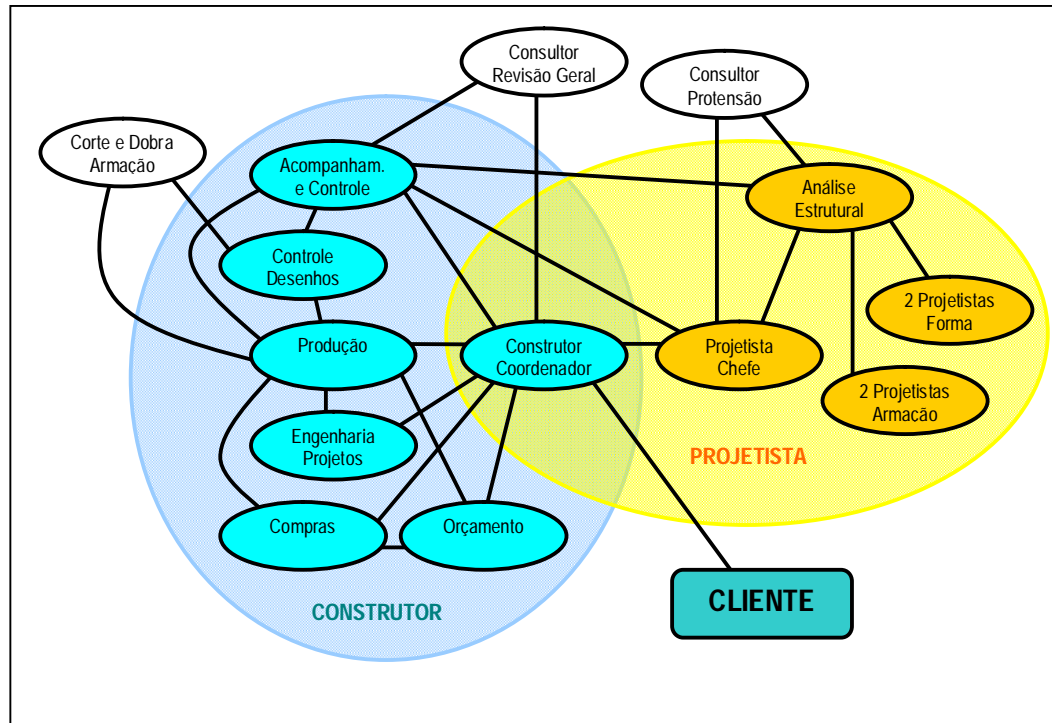 Consultor
Revisão Geral
Consultor
Protensão
Corte e Dobra
Armação
Acompanham.
e Controle
Análise
Estrutural
Controle
Desenhos
2 Projetistas
Forma
Produção
Construtor
Coordenador
Projetista
Chefe
2 Projetistas
Armação
Engenharia
Projetos
PROJETISTA
Compras
Orçamento
CONSTRUTOR
CLIENTE